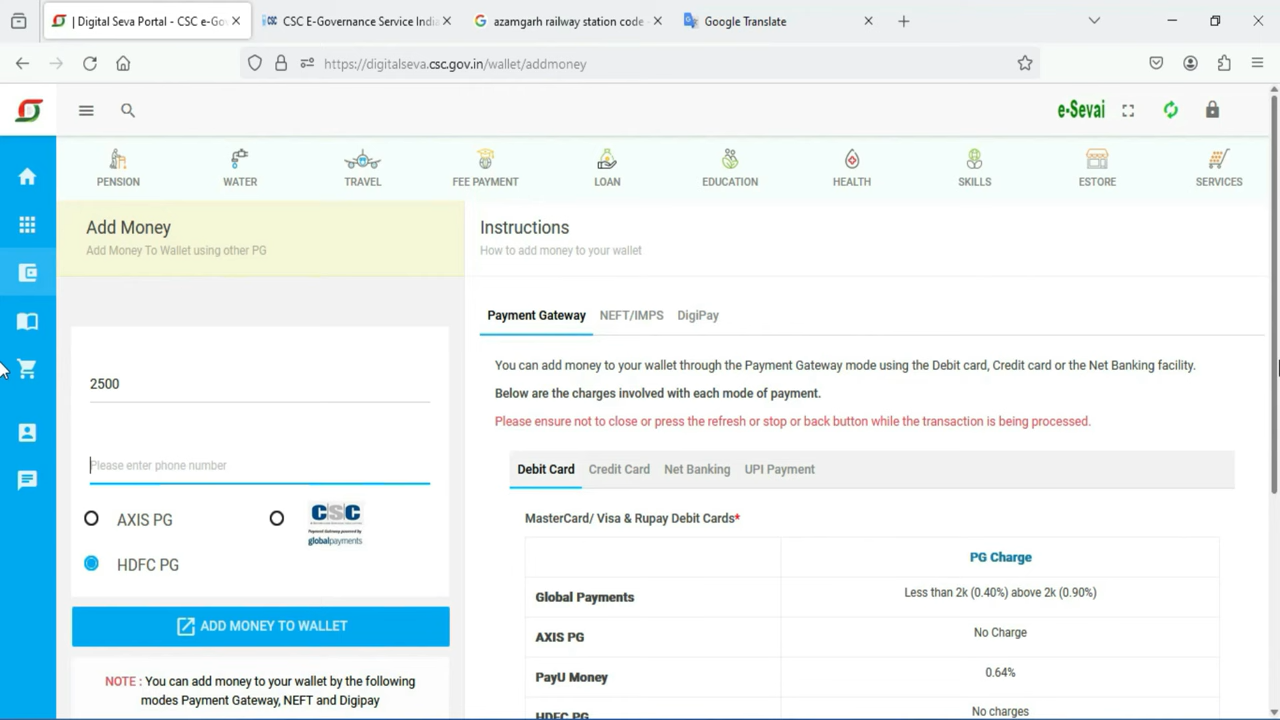 | Digital Seva Portal - CSC e-Gov
CSC E-Governance Service India
azamgarh railway station code -
Google Translate
https://digitalseva.csc.gov.in/wallet/addmoney
e-Sevai
PENSION
WATER
TRAVEL
FEE PAYMENT
LOAN
EDUCATION
HEALTH
SKILLS
ESTORE
SERVICES
Add Money
Add Money To Wallet using other PG
Instructions
How to add money to your wallet
Payment Gateway
NEFT/IMPS
DigiPay
You can add money to your wallet through the Payment Gateway mode using the Debit card, Credit card or the Net Banking facility.
Below are the charges involved with each mode of payment.
Please ensure not to close or press the refresh or stop or back button while the transaction is being processed.
2500
Please enter phone number
AXIS PG
CSC
Payment Gateway powered by
globalpayments
HDFC PG
ADD MONEY TO WALLET
NOTE : You can add money to your wallet by the following
modes Payment Gateway, NEFT and Digipay
Debit Card
Credit Card
Net Banking
UPI Payment
MasterCard/ Visa & Rupay Debit Cards*
PG Charge
Global Payments
Less than 2k (0.40%) above 2k (0.90%)
AXIS PG
No Charge
PayU Money
0.64%
HDFC PG
No charges